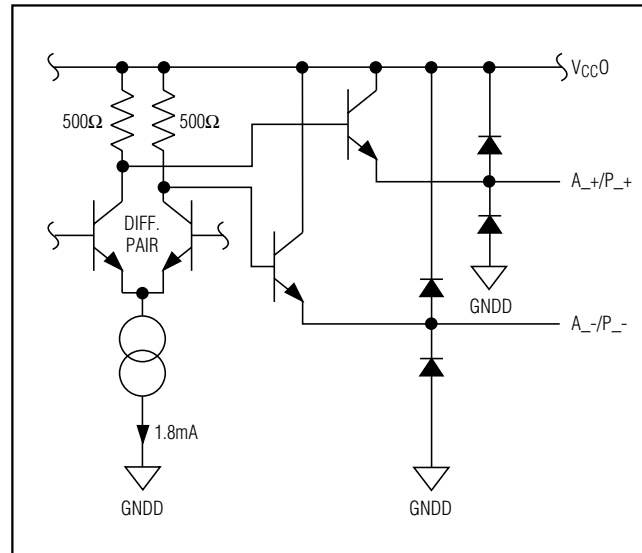 VCCO
500Ω 500Ω
A_+/P_+
DIFF.
PAIR
GNDD
A_-/P_-
1.8mA
GNDD GNDD